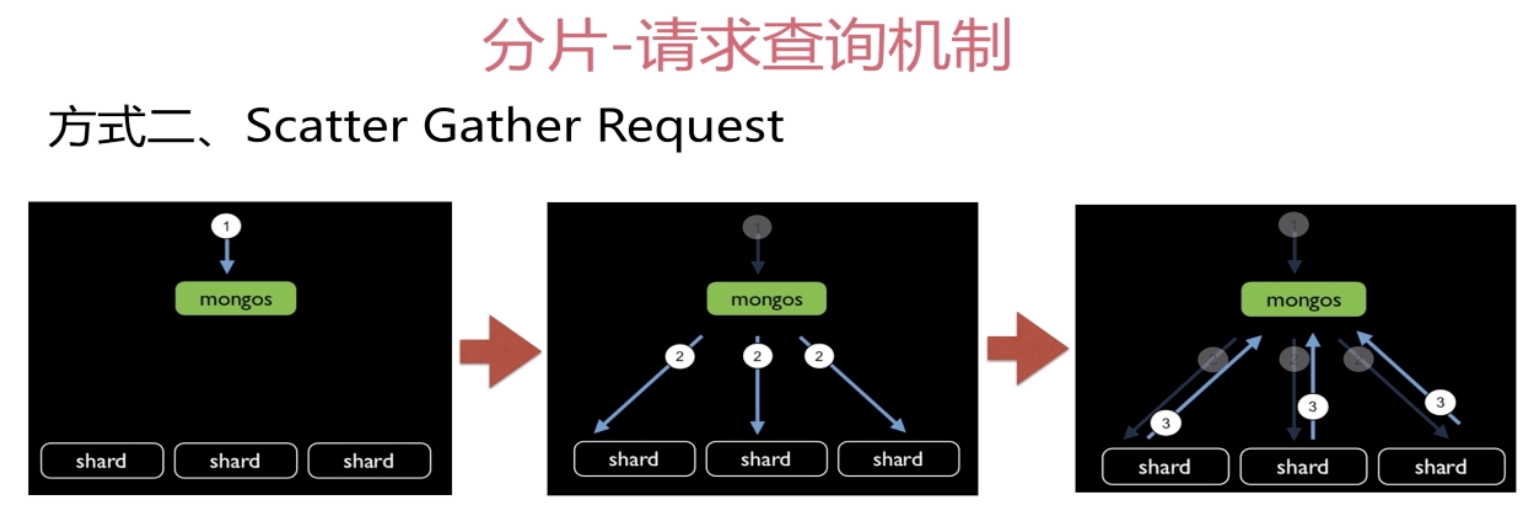 分片-请求查询机制
方式二、Scatter Gather Request
1
mongos
shard shard shard
1
mongos
2 2 2
shard shard shard
1
mongos
2 2 2
3 3 3
shard shard shard